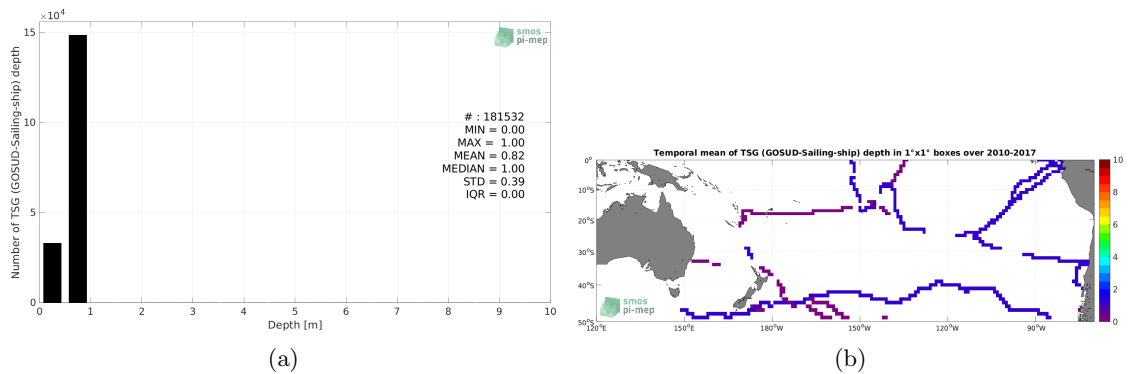 ×10⁴
15
10
5
0
Number of TSG (GOSUD-Sailing-ship) depth
smos
pi-mep
# : 181532
MIN = 0.00
MAX = 1.00
MEAN = 0.82
MEDIAN = 1.00
STD = 0.39
IQR = 0.00
0 1 2 3 4 5 6 7 8 9 10
Depth [m]
(a)
Temporal mean of TSG (GOSUD-Sailing-ship) depth in 1°x1° boxes over 2010-2017
0°
10°S
20°S
30°S
40°S
50°S
smos
pi-mep
120°E 150°E 180°W 150°W 120°W 90°W
10
8
6
4
2
0
(b)